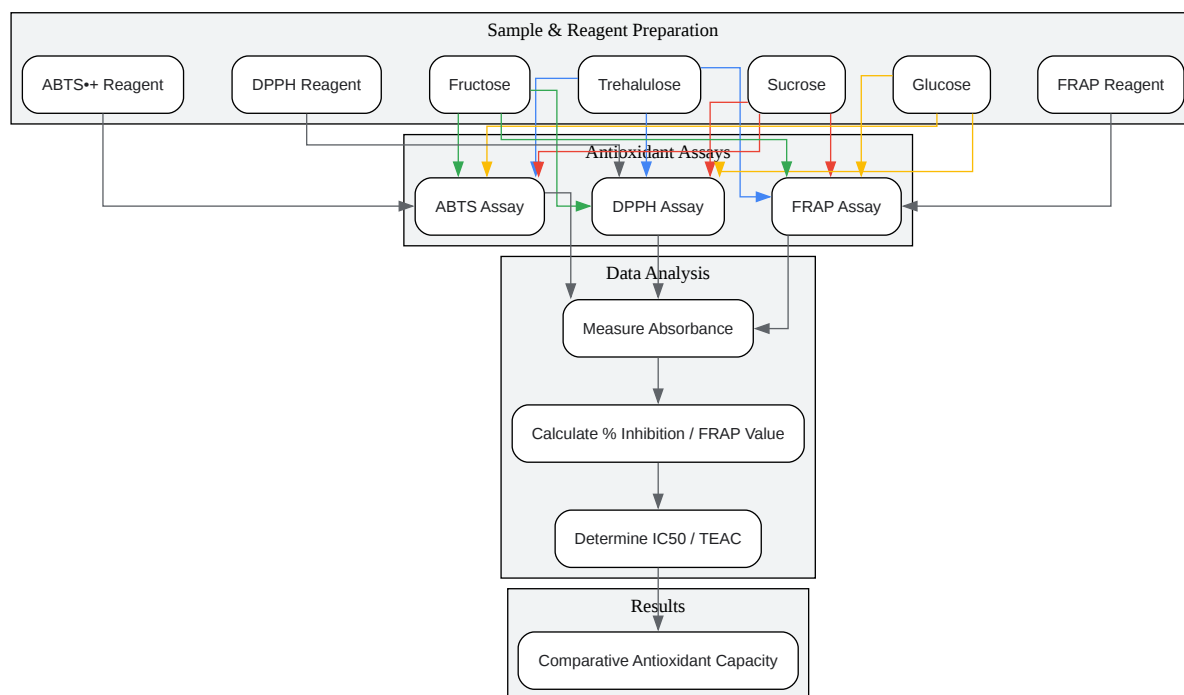 Sample & Reagent Preparation
ABTS•+ Reagent
DPPH Reagent
Fructose
Trehalulose
Sucrose
Glucose
FRAP Reagent
Antioxidant Assays
ABTS Assay
DPPH Assay
FRAP Assay
Data Analysis
Measure Absorbance
Calculate % Inhibition / FRAP Value
Determine IC50 / TEAC
Results
Comparative Antioxidant Capacity